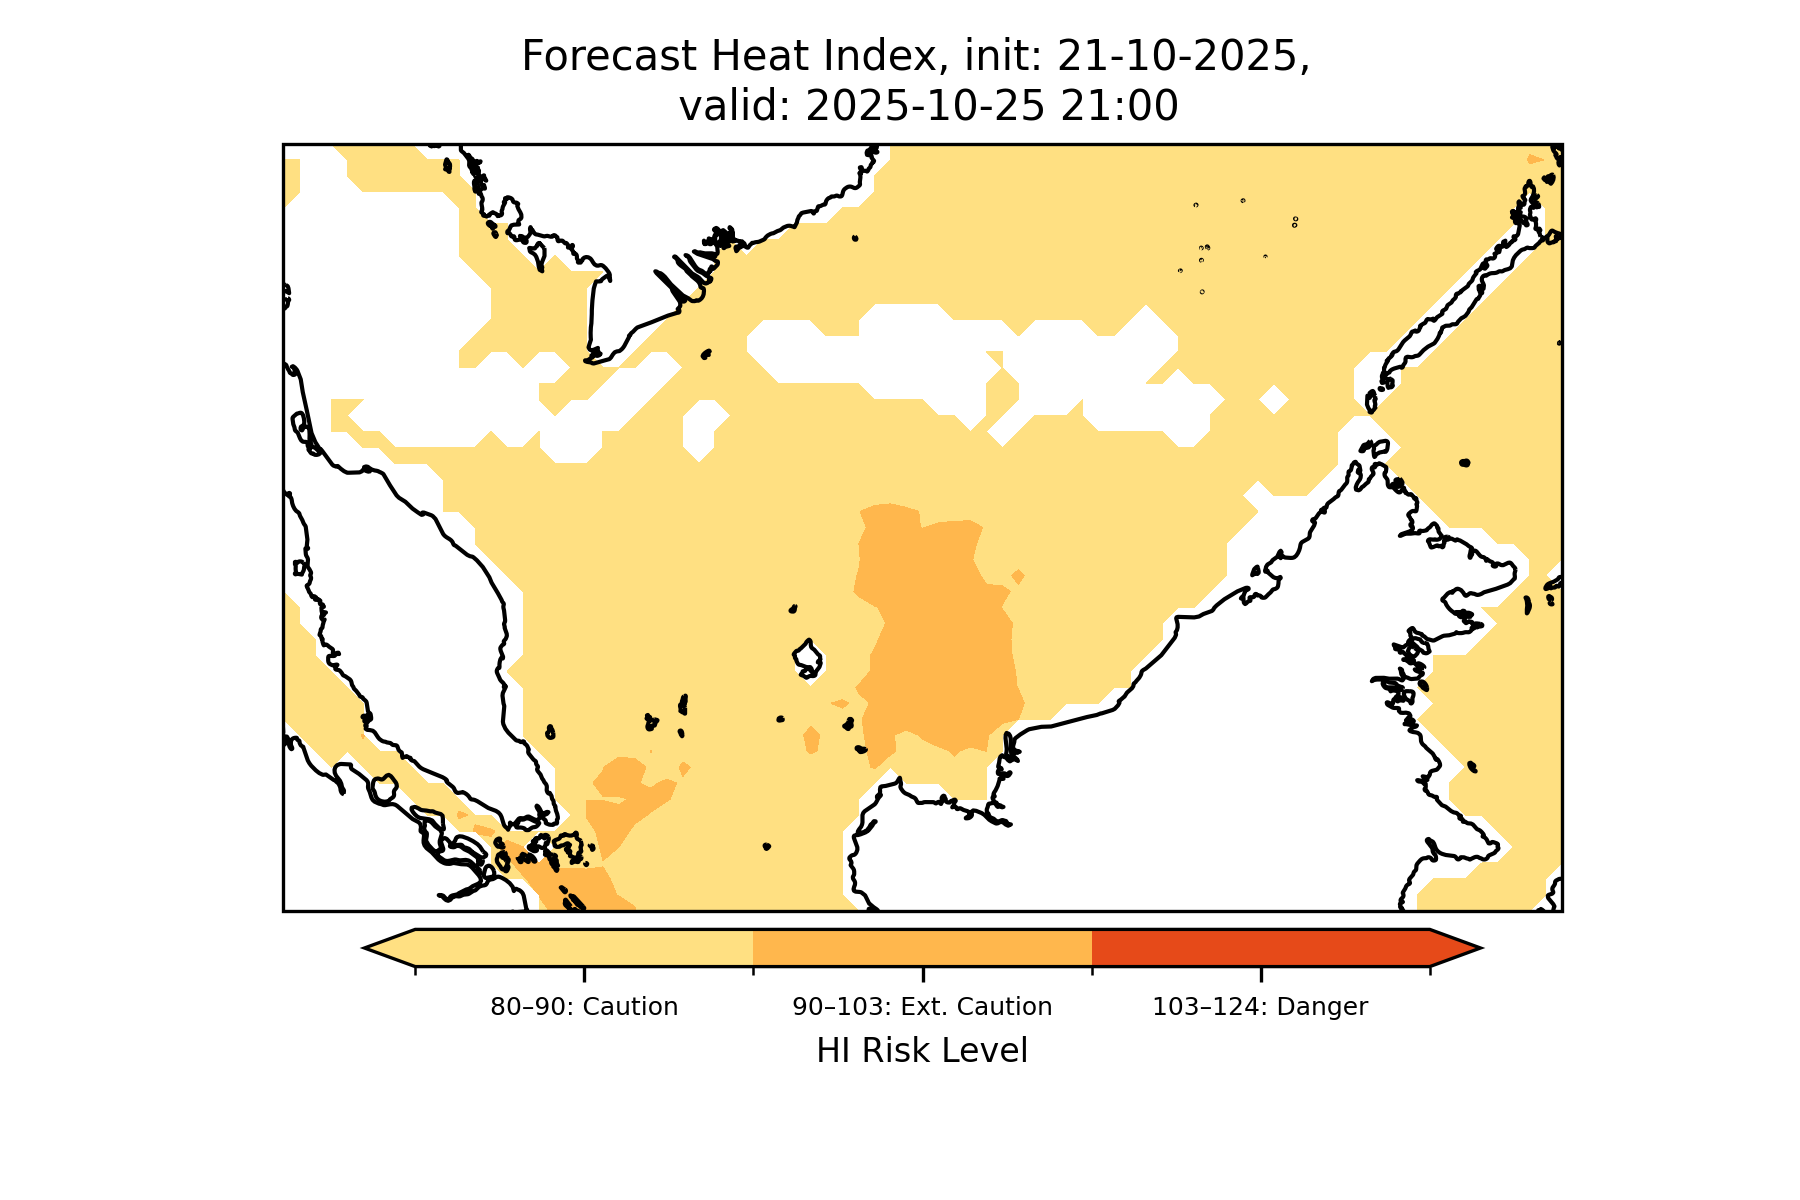 Forecast Heat Index, init: 21-10-2025,
valid: 2025-10-25 21:00
80–90: Caution
90–103: Ext. Caution
103–124: Danger
HI Risk Level